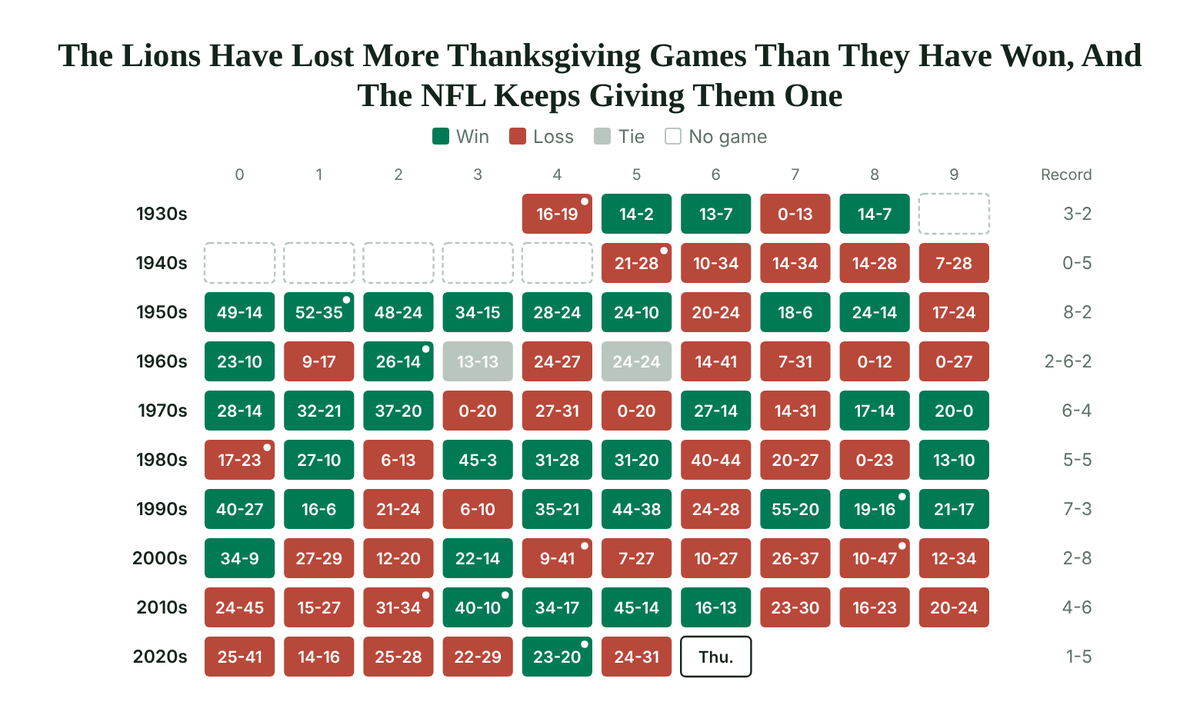 The Lions Have Lost More Thanksgiving Games Than They Have Won, And
The NFL Keeps Giving Them One
Win Loss Tie No game
0 1 2 3 4 5 6 7 8 9 Record
1930s 16-19 14-2 13-7 0-13 14-7 3-2
1940s 21-28 10-34 14-34 14-28 7-28 0-5
1950s 49-14 52-35 48-24 34-15 28-24 24-10 20-24 18-6 24-14 17-24 8-2
1960s 23-10 9-17 26-14 13-13 24-27 24-24 14-41 7-31 0-12 0-27 2-6-2
1970s 28-14 32-21 37-20 0-20 27-31 0-20 27-14 14-31 17-14 20-0 6-4
1980s 17-23 27-10 6-13 45-3 31-28 31-20 40-44 20-27 0-23 13-10 5-5
1990s 40-27 16-6 21-24 6-10 35-21 44-38 24-28 55-20 19-16 21-17 7-3
2000s 34-9 27-29 12-20 22-14 9-41 7-27 10-27 26-37 10-47 12-34 2-8
2010s 24-45 15-27 31-34 40-10 34-17 45-14 16-13 23-30 16-23 20-24 4-6
2020s 25-41 14-16 25-28 22-29 23-20 24-31 Thu. 1-5